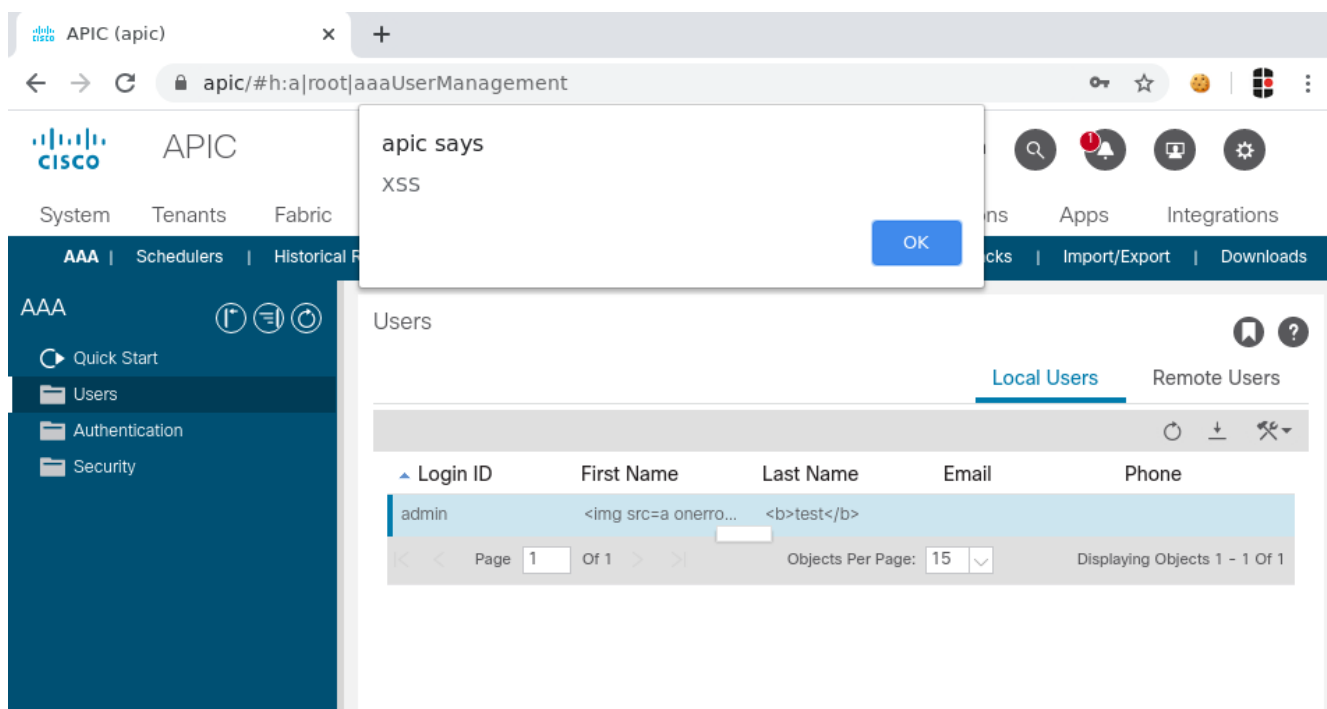 APIC (apic)
apic/#h:a|root|aaaUserManagement
CISCO
APIC
apic says
XSS
OK
1
System Tenants Fabric Apps Integrations
AAA | Schedulers | Historical | Import/Export | Downloads
AAA
Quick Start
Users
Authentication
Security
Users
Local Users Remote Users
Login ID First Name Last Name Email Phone
admin <img src=a onerro... <b>test</b>
Page 1 Of 1 Objects Per Page: 15 Displaying Objects 1 - 1 Of 1